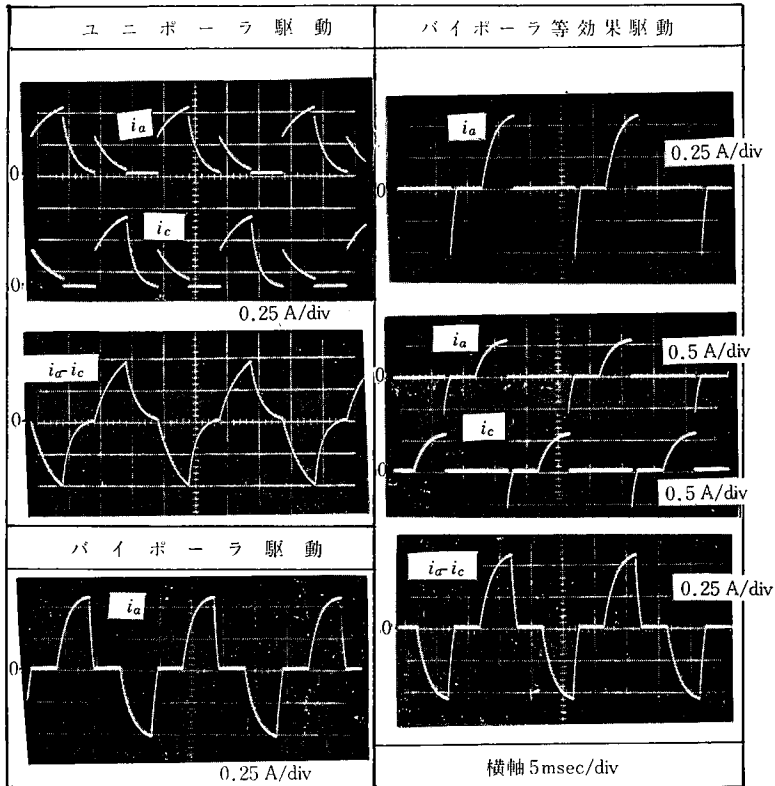 ユニポーラ駆動
i_a
0
i_c
0
0.25 A/div
i_a-i_c
0
バイポーラ駆動
i_a
0
0.25 A/div
バイポーラ等効果駆動
i_a
0.25 A/div
0
i_a
0.5 A/div
0
i_c
0
0.5 A/div
i_a-i_c
0.25 A/div
0
横軸 5msec/div